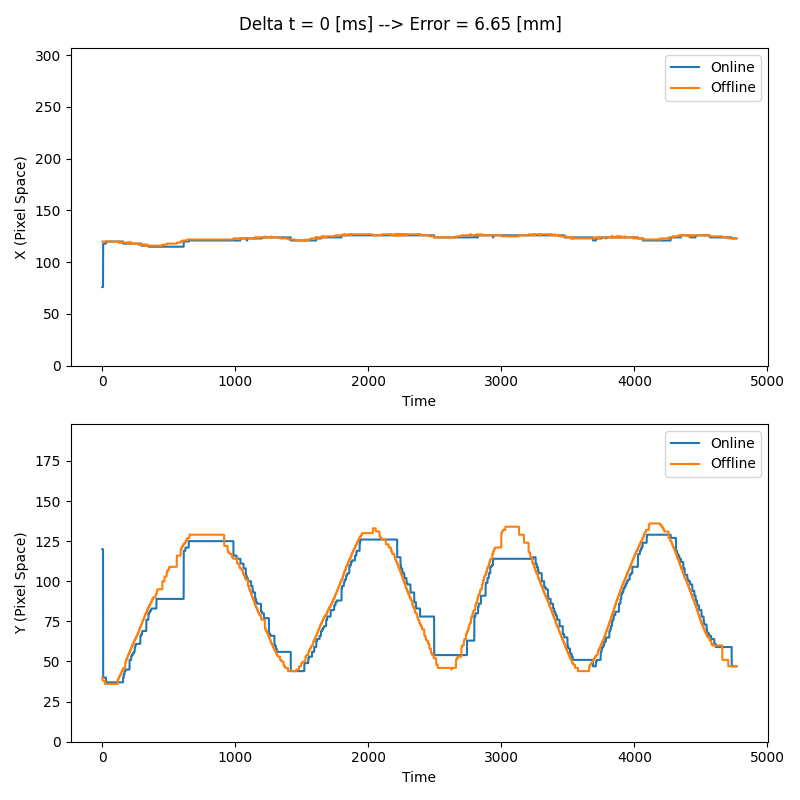 Delta t = 0 [ms] --> Error = 6.65 [mm]
300
250
200
150
100
50
0
X (Pixel Space)
Online
Offline
0 1000 2000 3000 4000 5000
Time
175
150
125
100
75
50
25
0
Y (Pixel Space)
Online
Offline
0 1000 2000 3000 4000 5000
Time